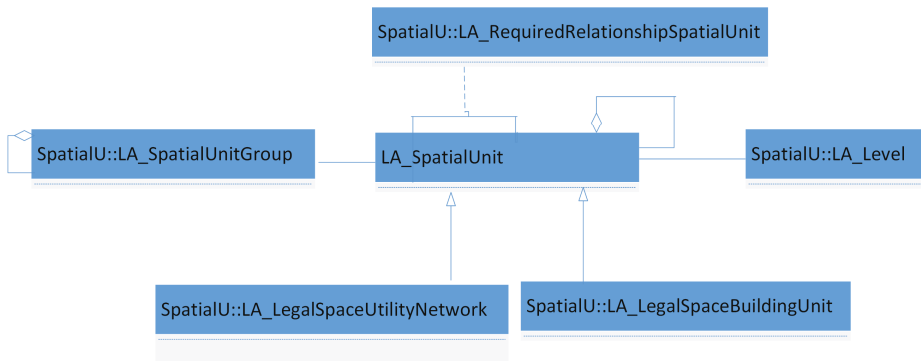 SpatialU::LA_RequiredRelationshipSpatialUnit
SpatialU::LA_SpatialUnitGroup
LA_SpatialUnit
SpatialU::LA_Level
SpatialU::LA_LegalSpaceUtilityNetwork
SpatialU::LA_LegalSpaceBuildingUnit